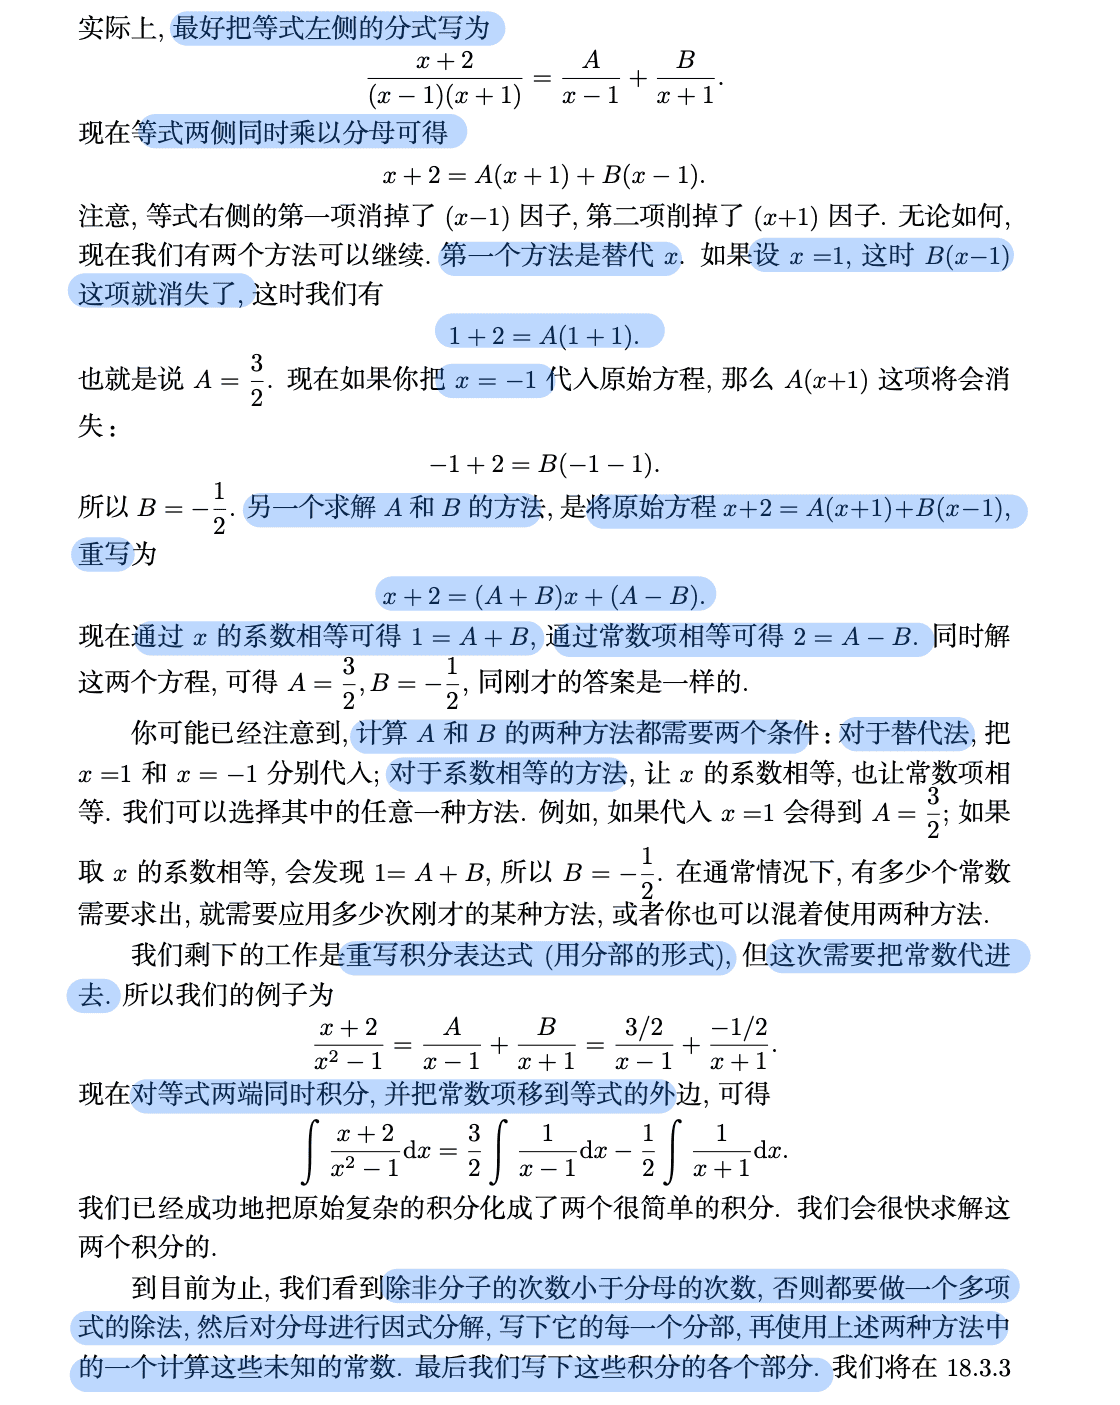 实际上, 最好把等式左侧的分式写为
$$\frac{x+2}{(x-1)(x+1)} = \frac{A}{x-1} + \frac{B}{x+1}.$$
现在等式两侧同时乘以分母可得
$$x+2 = A(x+1) + B(x-1).$$
注意, 等式右侧的第一项消掉了 (x−1) 因子, 第二项削掉了 (x+1) 因子. 无论如何,
现在我们有两个方法可以继续. 第一个方法是替代 x. 如果设 x =1, 这时 B(x−1)
这项就消失了, 这时我们有
$$1+2 = A(1+1).$$
也就是说 $A = \frac{3}{2}$. 现在如果你把 x = −1 代入原始方程, 那么 A(x+1) 这项将会消
失:
$$-1+2 = B(-1-1).$$
所以 $B = -\frac{1}{2}$. 另一个求解 A 和 B 的方法, 是将原始方程 x+2 = A(x+1)+B(x−1),
重写为
$$x+2 = (A+B)x + (A-B).$$
现在通过 x 的系数相等可得 1 = A + B, 通过常数项相等可得 2 = A − B. 同时解
这两个方程, 可得 $A = \frac{3}{2}, B = -\frac{1}{2}$, 同刚才的答案是一样的.
你可能已经注意到, 计算 A 和 B 的两种方法都需要两个条件: 对于替代法, 把
x =1 和 x = −1 分别代入; 对于系数相等的方法, 让 x 的系数相等, 也让常数项相
等. 我们可以选择其中的任意一种方法. 例如, 如果代入 x =1 会得到 $A = \frac{3}{2}$; 如果
取 x 的系数相等, 会发现 1= A + B, 所以 $B = -\frac{1}{2}$. 在通常情况下, 有多少个常数
需要求出, 就需要应用多少次刚才的某种方法, 或者你也可以混着使用两种方法.
我们剩下的工作是重写积分表达式 (用分部的形式), 但这次需要把常数代进
去. 所以我们的例子为
$$\frac{x+2}{x^2-1} = \frac{A}{x-1} + \frac{B}{x+1} = \frac{3/2}{x-1} + \frac{-1/2}{x+1}.$$
现在对等式两端同时积分, 并把常数项移到等式的外边, 可得
$$\int \frac{x+2}{x^2-1}\mathrm{d}x = \frac{3}{2}\int \frac{1}{x-1}\mathrm{d}x - \frac{1}{2}\int \frac{1}{x+1}\mathrm{d}x.$$
我们已经成功地把原始复杂的积分化成了两个很简单的积分. 我们会很快求解这
两个积分的.
到目前为止, 我们看到除非分子的次数小于分母的次数, 否则都要做一个多项
式的除法, 然后对分母进行因式分解, 写下它的每一个分部, 再使用上述两种方法中
的一个计算这些未知的常数. 最后我们写下这些积分的各个部分. 我们将在 18.3.3